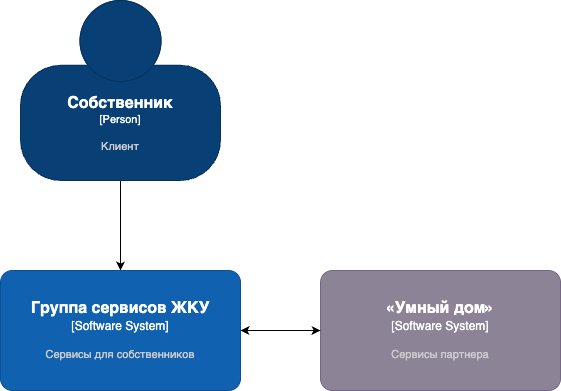 Собственник
[Person]
Клиент
Группа сервисов ЖКУ
[Software System]
Сервисы для собственников
«Умный дом»
[Software System]
Сервисы партнера